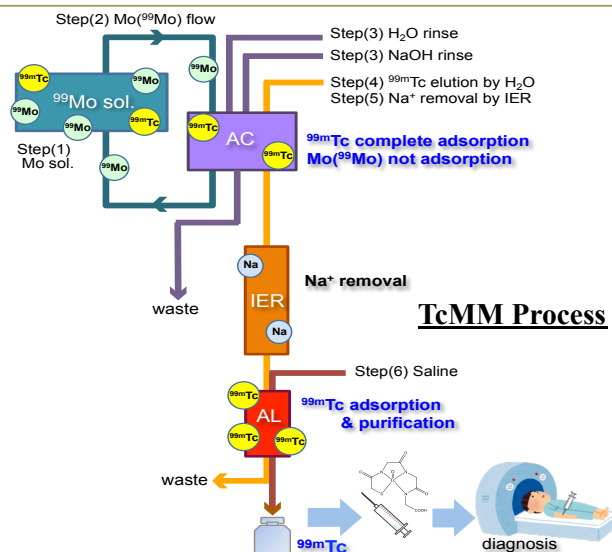 Step(2) Mo(⁹⁹Mo) flow
Step(3) H₂O rinse
Step(3) NaOH rinse
Step(4) ⁹⁹ᵐTc elution by H₂O
Step(5) Na⁺ removal by IER
⁹⁹ᵐTc
⁹⁹Mo
⁹⁹Mo
⁹⁹Mo sol.
⁹⁹Mo
⁹⁹ᵐTc
⁹⁹Mo
Step(1)
Mo sol.
⁹⁹Mo
⁹⁹ᵐTc
AC
⁹⁹ᵐTc
⁹⁹ᵐTc complete adsorption
Mo(⁹⁹Mo) not adsorption
waste
Na
IER
Na
Na⁺ removal
TcMM Process
Step(6) Saline
⁹⁹ᵐTc
AL
⁹⁹ᵐTc
⁹⁹ᵐTc
⁹⁹ᵐTc adsorption
& purification
waste
⁹⁹ᵐTc
COOH
diagnosis